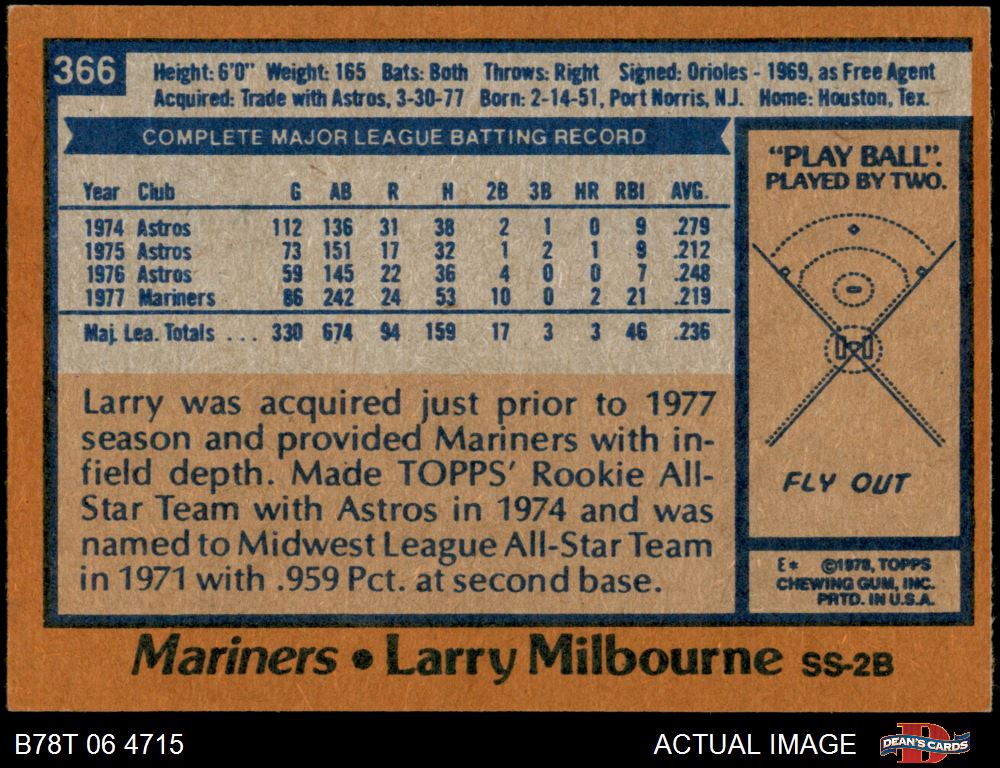 366
Height: 6'0" Weight: 165 Bats: Both Throws: Right Signed: Orioles - 1969, as Free Agent
Acquired: Trade with Astros, 3-30-77 Born: 2-14-51, Port Norris, N.J. Home: Houston, Tex.
COMPLETE MAJOR LEAGUE BATTING RECORD
Year Club G AB R H 2B 3B HR RBI AVG.
1974 Astros 112 136 31 38 2 1 0 9 .279
1975 Astros 73 151 17 32 1 2 1 9 .212
1976 Astros 59 145 22 36 4 0 0 7 .248
1977 Mariners 86 242 24 53 10 0 2 21 .219
Maj. Lea. Totals ... 330 674 94 159 17 3 3 46 .236
Larry was acquired just prior to 1977
season and provided Mariners with in-
field depth. Made TOPPS' Rookie All-
Star Team with Astros in 1974 and was
named to Midwest League All-Star Team
in 1971 with .959 Pct. at second base.
"PLAY BALL".
PLAYED BY TWO.
FLY OUT
E* ©1978, TOPPS
CHEWING GUM, INC.
PRTD. IN U.S.A.
Mariners • Larry Milbourne SS-2B
B78T 06 4715
ACTUAL IMAGE
DEAN'S CARDS